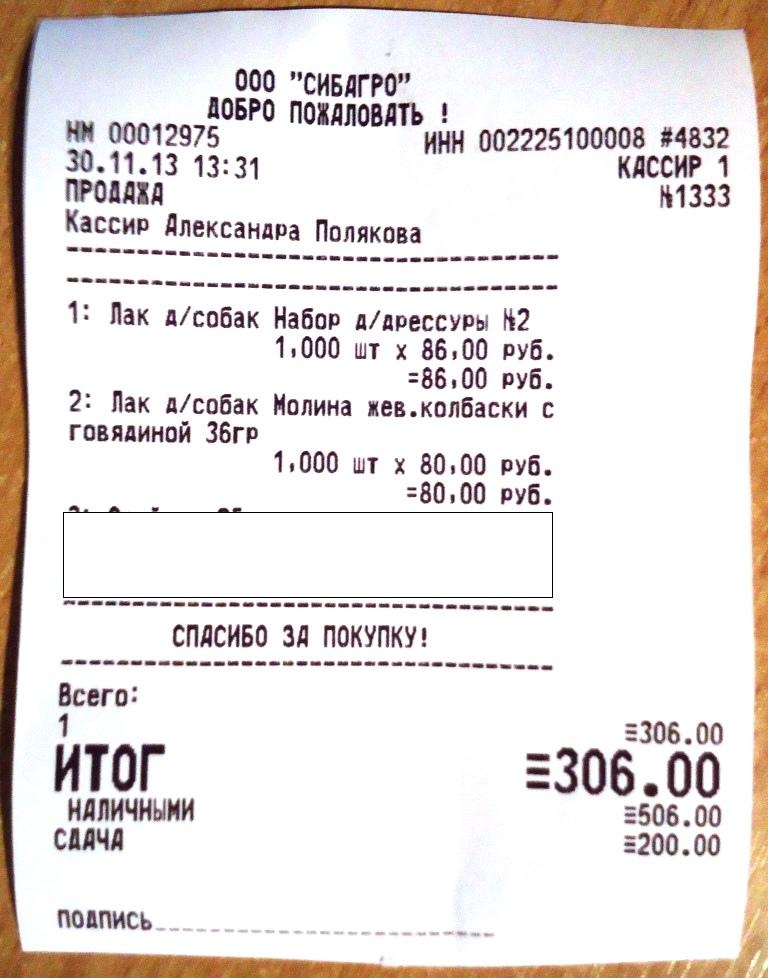 ООО "СИБАГРО"
ДОБРО ПОЖАЛОВАТЬ !
НМ 00012975 ИНН 002225100008 #4832
30.11.13 13:31 КАССИР 1
ПРОДАЖА №1333
Кассир Александра Полякова
1: Лак д/собак Набор д/дрессуры №2
1,000 шт х 86,00 руб.
=86,00 руб.
2: Лак д/собак Молина жев.колбаски с
говядиной 36гр
1,000 шт х 80,00 руб.
=80,00 руб.
СПАСИБО ЗА ПОКУПКУ!
Всего:
1 ≡306.00
ИТОГ ≡306.00
НАЛИЧНЫМИ ≡506.00
СДАЧА ≡200.00
ПОДПИСЬ